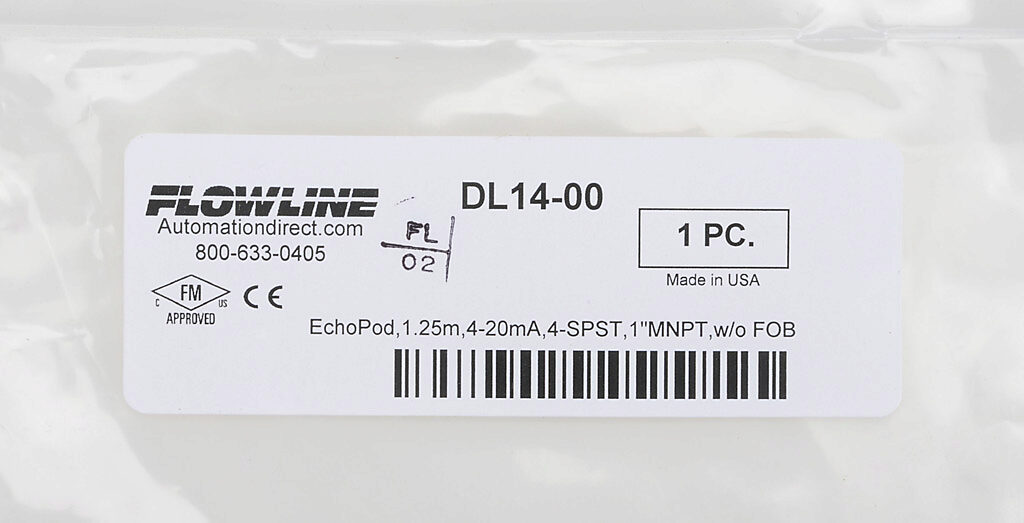 FLOWLINE
Automationdirect.com
800-633-0405
FM
C US
APPROVED
CE
FL
02
DL14-00
1 PC.
Made in USA
EchoPod,1.25m,4-20mA,4-SPST,1"MNPT,w/o FOB